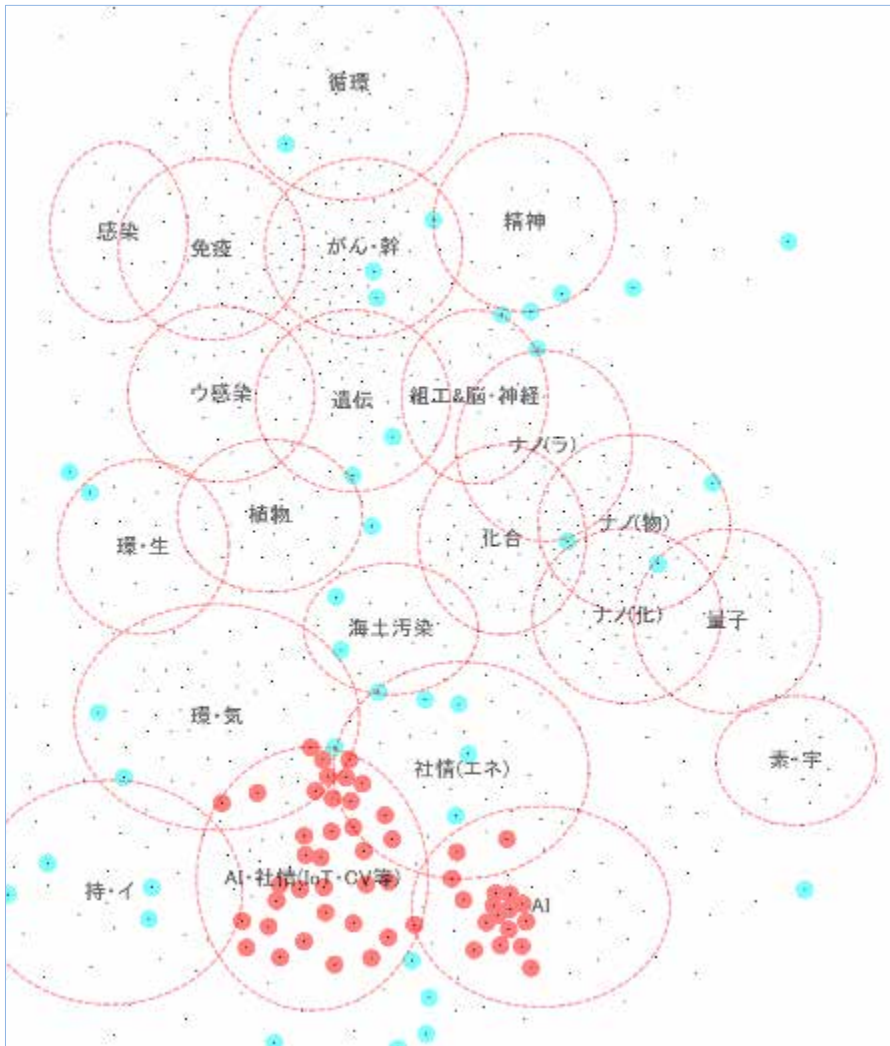 循環
感染
免疫
がん・幹
精神
ウ感染
遺伝
組工&脳・神経
ナノ(ラ)
環・生
植物
化合
ナノ(物)
海土汚染
ナノ(化)
量子
環・気
社情(エネ)
素・宇
持・イ
AI・社情(IoT・CV等)
AI